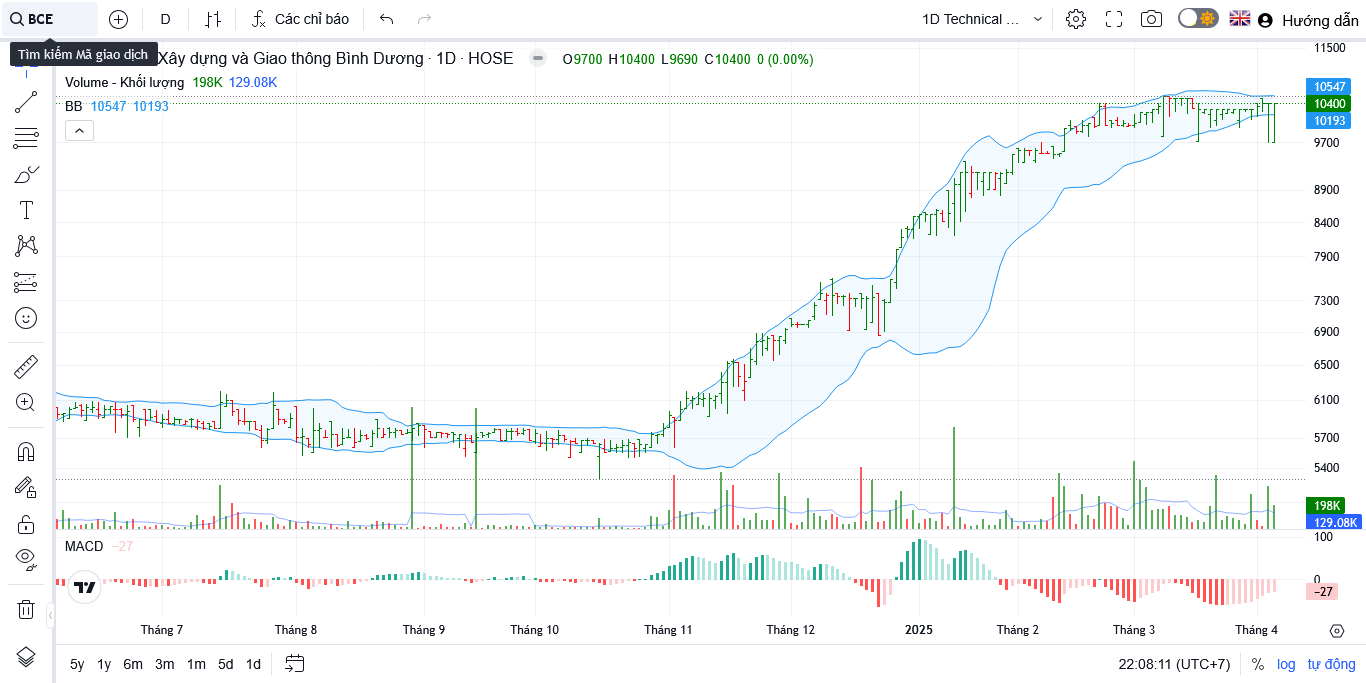 BCE
D
Các chỉ báo
1D Technical ...
Hướng dẫn
Tìm kiếm Mã giao dịch
Xây dựng và Giao thông Bình Dương · 1D · HOSE
O9700 H10400 L9690 C10400 0 (0.00%)
Volume - Khối lượng 198K 129.08K
BB 10547 10193
11500
10547
10400
10193
9700
8900
8400
7900
7300
6900
6500
6100
5700
5400
198K
129.08K
MACD −27
100
0
−27
Tháng 7
Tháng 8
Tháng 9
Tháng 10
Tháng 11
Tháng 12
2025
Tháng 2
Tháng 3
Tháng 4
5y 1y 6m 3m 1m 5d 1d
22:08:11 (UTC+7) % log tự động